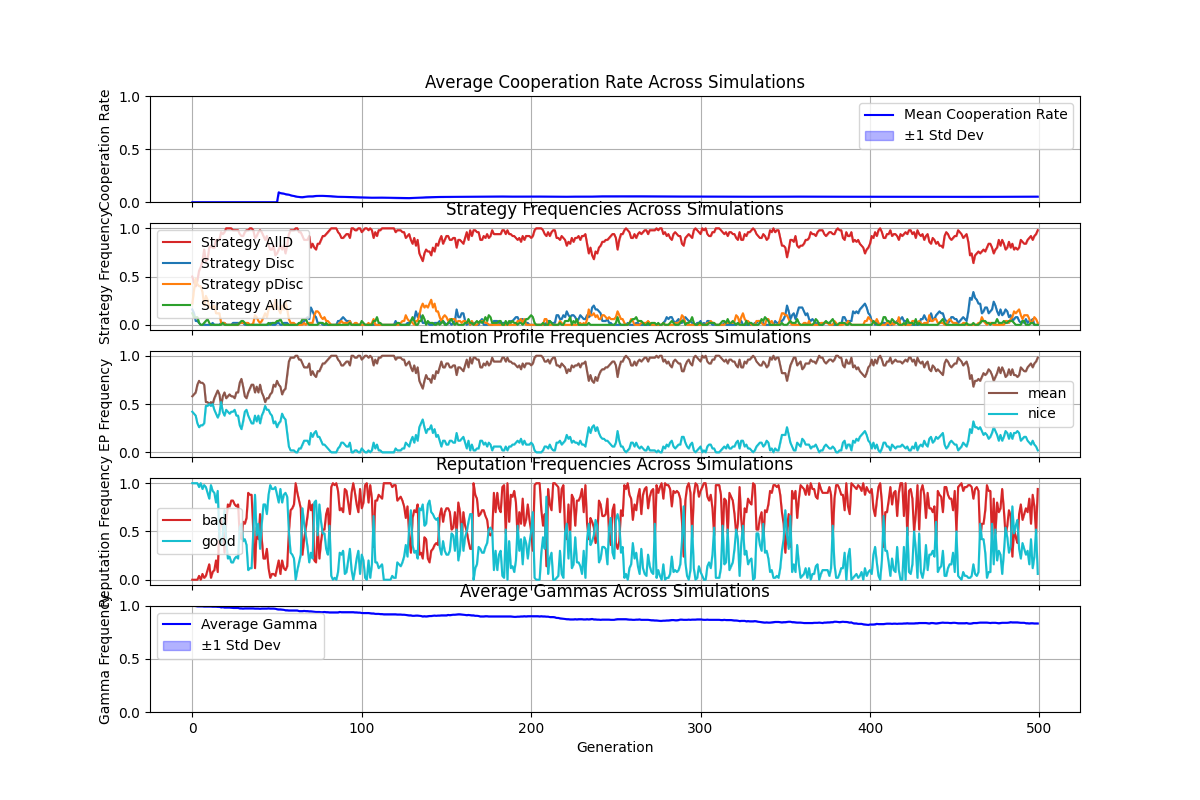 Average Cooperation Rate Across Simulations
Cooperation Rate
1.0
0.5
0.0
Mean Cooperation Rate
±1 Std Dev
Strategy Frequencies Across Simulations
Strategy Frequency
1.0
0.5
0.0
Strategy AllD
Strategy Disc
Strategy pDisc
Strategy AllC
Emotion Profile Frequencies Across Simulations
EP Frequency
1.0
0.5
0.0
mean
nice
Reputation Frequencies Across Simulations
Reputation Frequency
1.0
0.5
0.0
bad
good
Average Gammas Across Simulations
Gamma Frequency
1.0
0.5
0.0
Average Gamma
±1 Std Dev
0 100 200 300 400 500
Generation